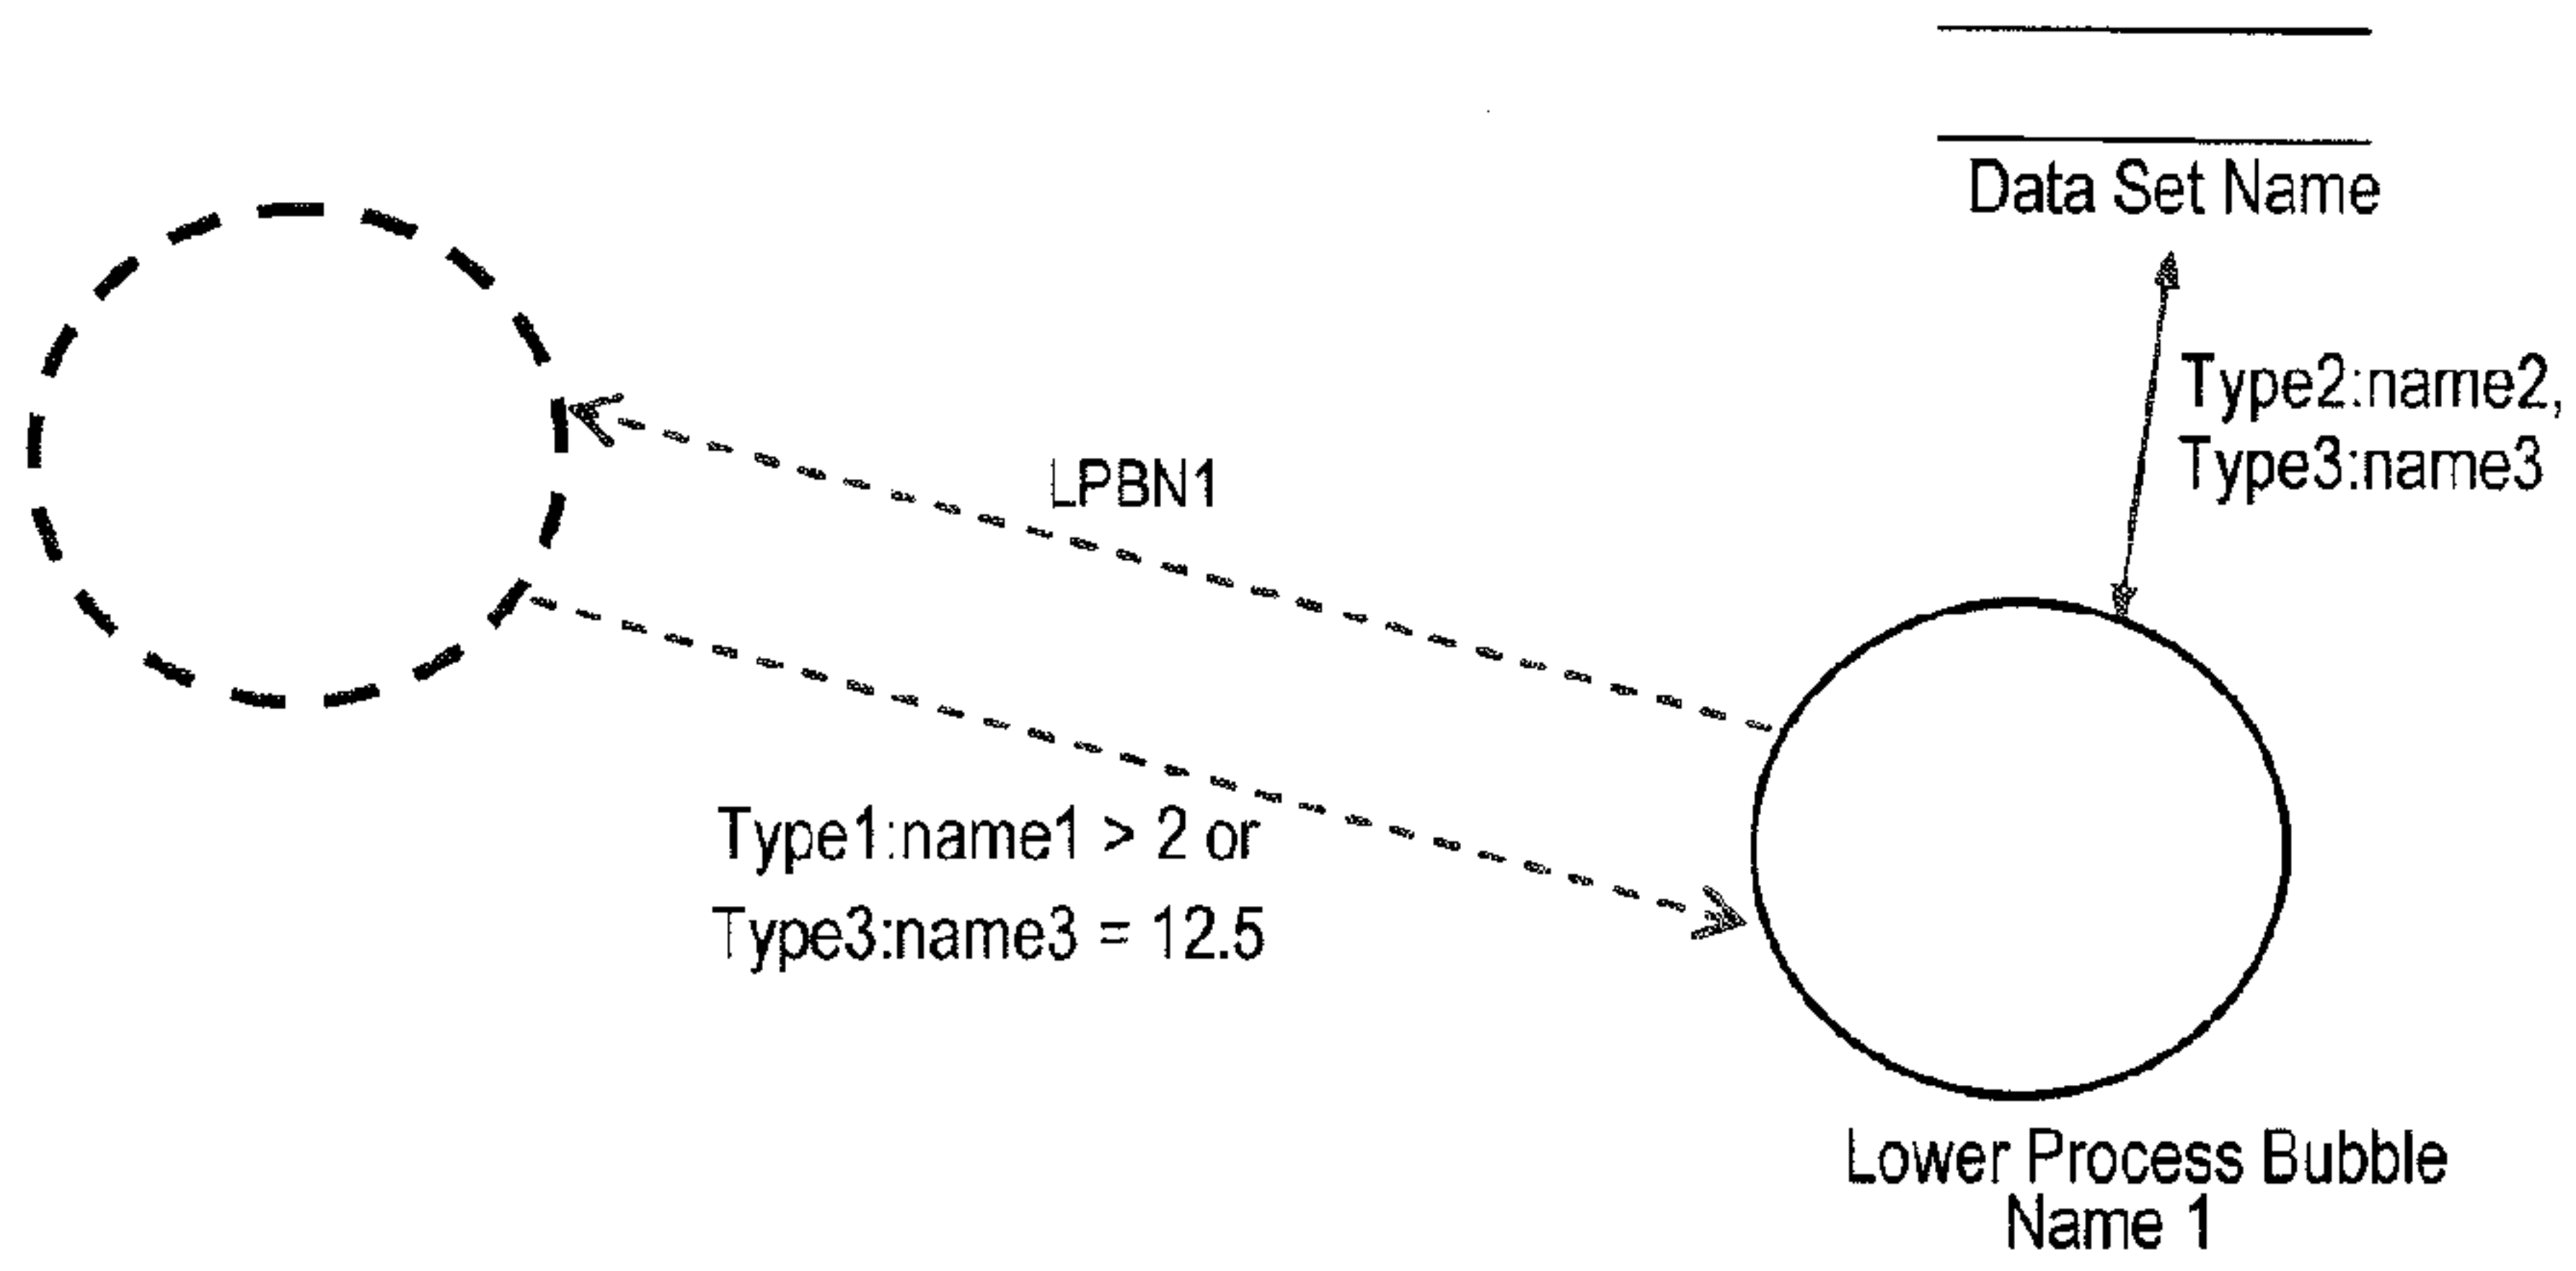 Data Set Name
Type2:name2,
Type3:name3
LPBN1
Type1:name1 > 2 or
Type3:name3 = 12.5
Lower Process Bubble
Name 1